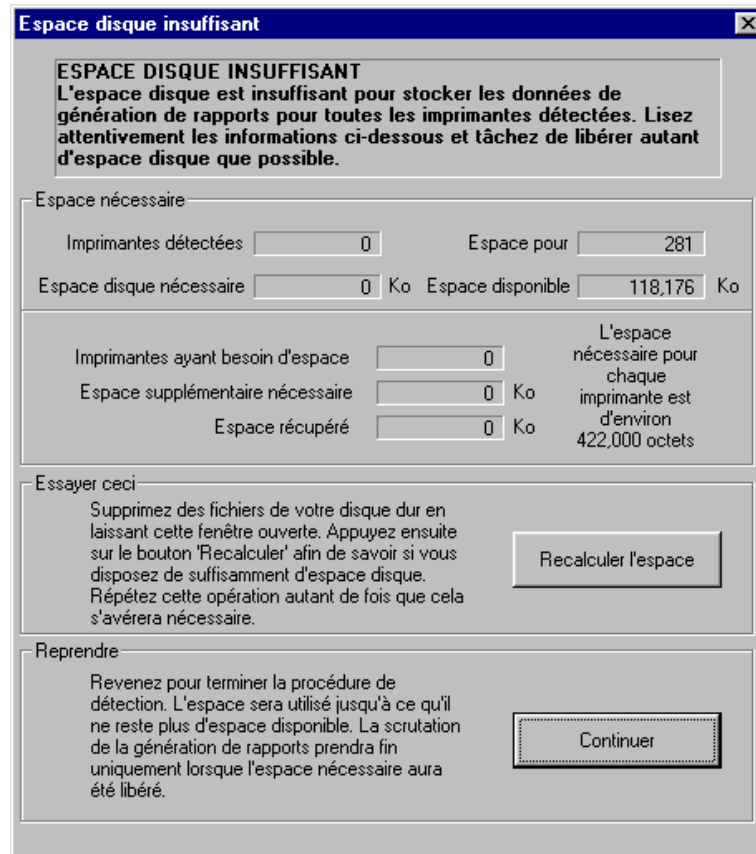 Espace disque insuffisant
ESPACE DISQUE INSUFFISANT
L'espace disque est insuffisant pour stocker les données de
génération de rapports pour toutes les imprimantes détectées. Lisez
attentivement les informations ci-dessous et tâchez de libérer autant
d'espace disque que possible.
Espace nécessaire
Imprimantes détectées 0 Espace pour 281
Espace disque nécessaire 0 Ko Espace disponible 118,176 Ko
Imprimantes ayant besoin d'espace 0
Espace supplémentaire nécessaire 0 Ko
Espace récupéré 0 Ko
L'espace
nécessaire pour
chaque
imprimante est
d'environ
422,000 octets
Essayer ceci
Supprimez des fichiers de votre disque dur en
laissant cette fenêtre ouverte. Appuyez ensuite
sur le bouton 'Recalculer' afin de savoir si vous
disposez de suffisamment d'espace disque.
Répétez cette opération autant de fois que cela
s'avérera nécessaire.
Recalculer l'espace
Reprendre
Revenez pour terminer la procédure de
détection. L'espace sera utilisé jusqu'à ce qu'il
ne reste plus d'espace disponible. La scrutation
de la génération de rapports prendra fin
uniquement lorsque l'espace nécessaire aura
été libéré.
Continuer